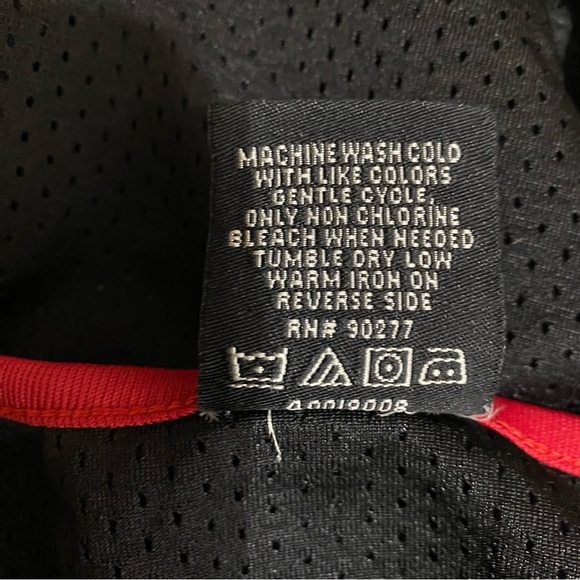 MACHINE WASH COLD
WITH LIKE COLORS
GENTLE CYCLE,
ONLY NON CHLORINE
BLEACH WHEN NEEDED
TUMBLE DRY LOW
WARM IRON ON
REVERSE SIDE
RN# 90277